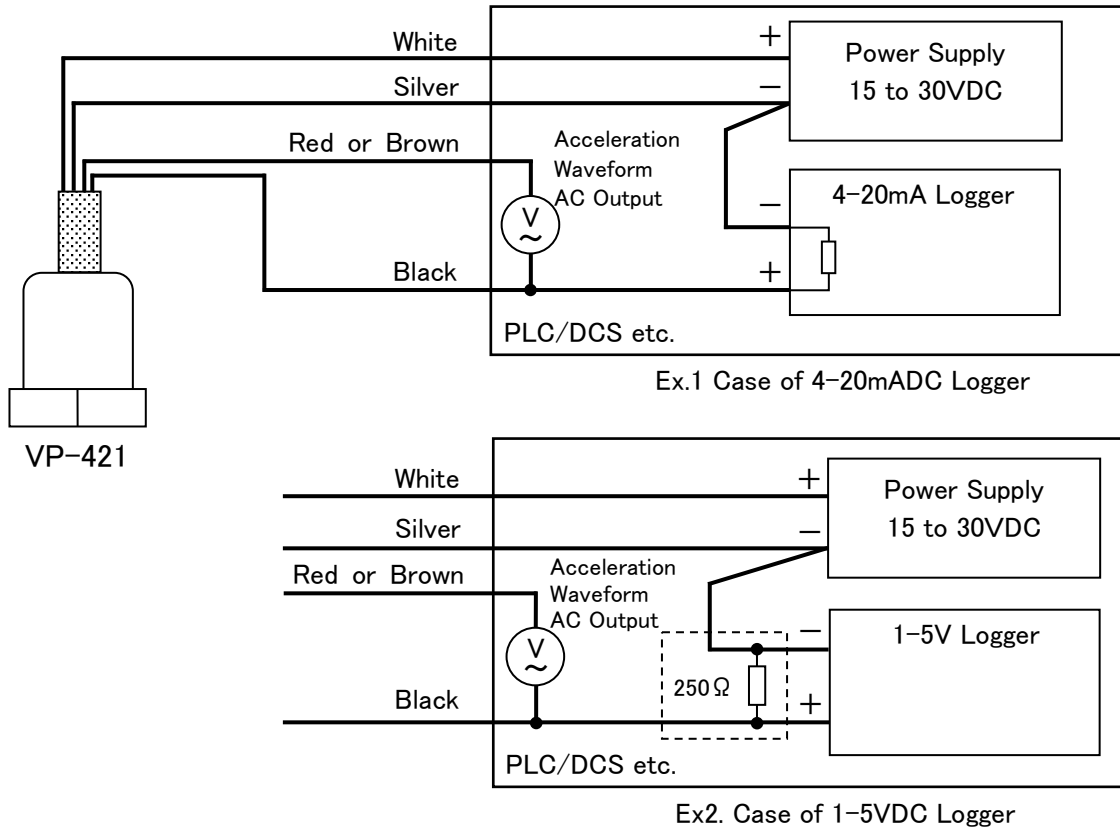 White
+
Power Supply
15 to 30VDC
Silver
−
Red or Brown
Acceleration
Waveform
AC Output
V
~
−
4-20mA Logger
Black
+
PLC/DCS etc.
Ex.1 Case of 4-20mADC Logger
VP-421
White
+
Power Supply
15 to 30VDC
Silver
−
Red or Brown
Acceleration
Waveform
AC Output
V
~
−
1-5V Logger
250Ω
Black
+
PLC/DCS etc.
Ex2. Case of 1-5VDC Logger